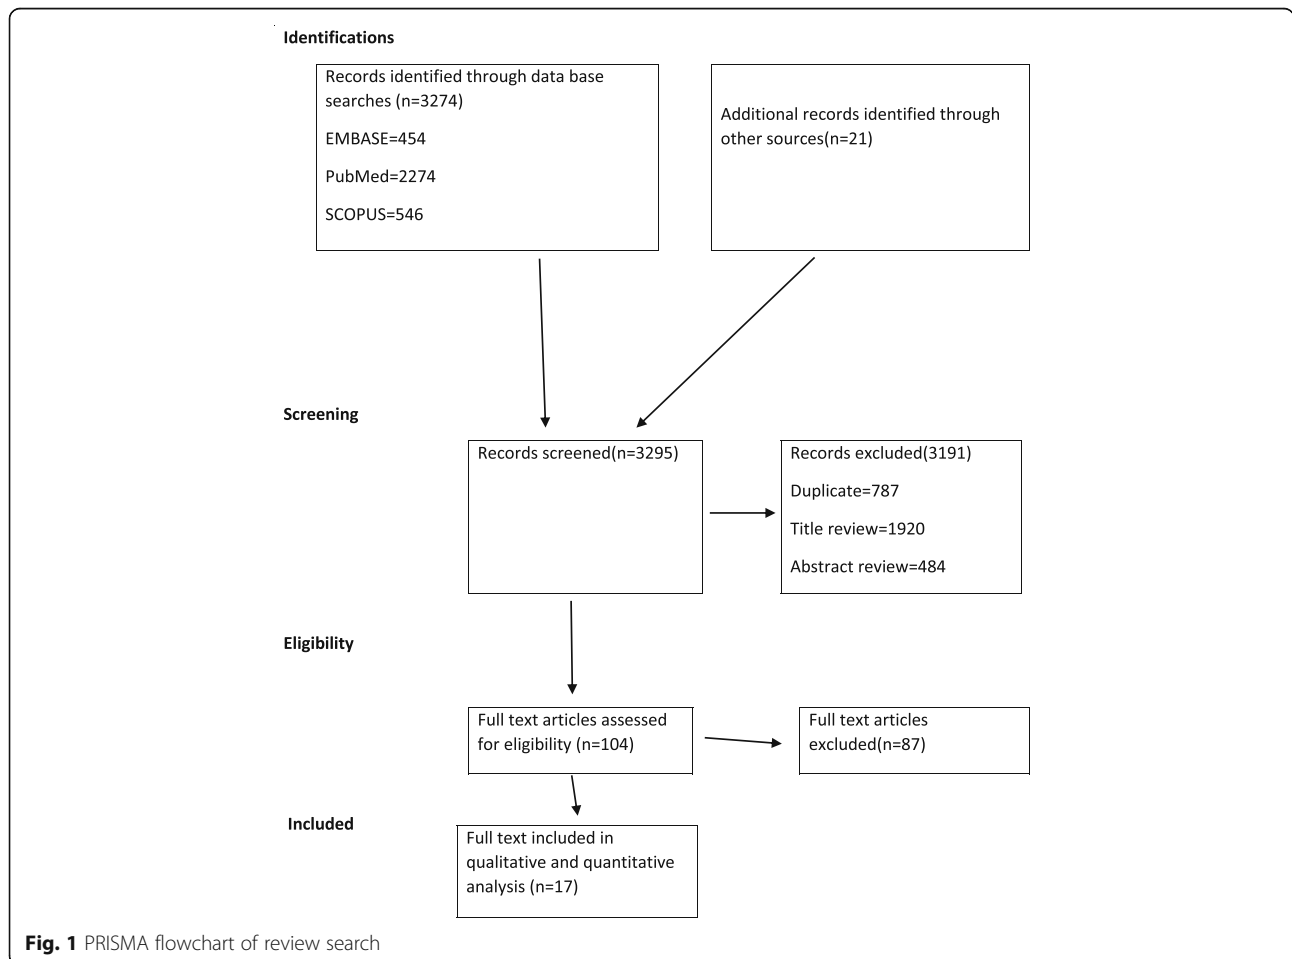 Identifications
Records identified through data base
searches (n=3274)
EMBASE=454
PubMed=2274
SCOPUS=546
Additional records identified through
other sources(n=21)
Screening
Records screened(n=3295)
Records excluded(3191)
Duplicate=787
Title review=1920
Abstract review=484
Eligibility
Full text articles assessed
for eligibility (n=104)
Full text articles
excluded(n=87)
Included
Full text included in
qualitative and quantitative
analysis (n=17)
Fig. 1 PRISMA flowchart of review search